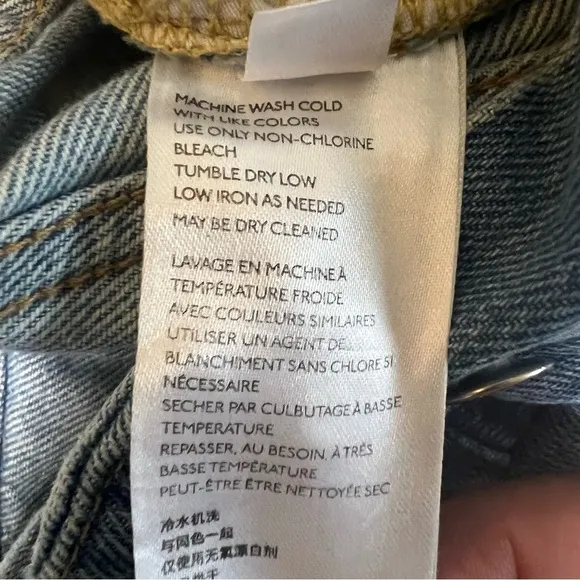 MACHINE WASH COLD
WITH LIKE COLORS
USE ONLY NON-CHLORINE
BLEACH
TUMBLE DRY LOW
LOW IRON AS NEEDED
MAY BE DRY CLEANED
LAVAGE EN MACHINE À
TEMPÉRATURE FROIDE
AVEC COULEURS SIMILAIRES
UTILISER UN AGENT DE
BLANCHIMENT SANS CHLORE SI
NÉCESSAIRE
SECHER PAR CULBUTAGE À BASSE
TEMPERATURE
REPASSER, AU BESOIN, À TRÈS
BASSE TEMPÉRATURE
PEUT-ÊTRE ÊTRE NETTOYÉE SEC
冷水机洗
与同色一起
仅使用无氯漂白剂